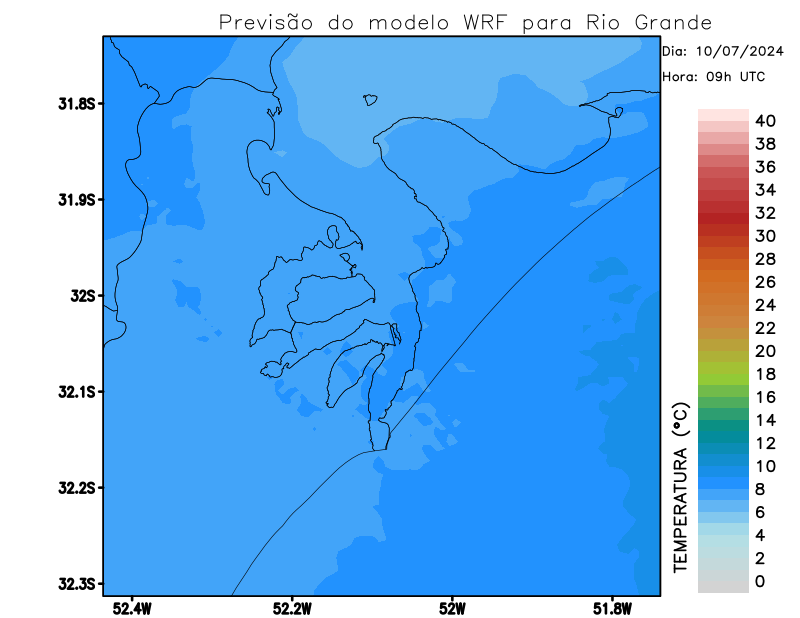 Previsão do modelo WRF para Rio Grande
Dia: 10/07/2024
Hora: 09h UTC
31.8S
31.9S
32S
32.1S
32.2S
32.3S
52.4W
52.2W
52W
51.8W
TEMPERATURA (°C)
40
38
36
34
32
30
28
26
24
22
20
18
16
14
12
10
8
6
4
2
0